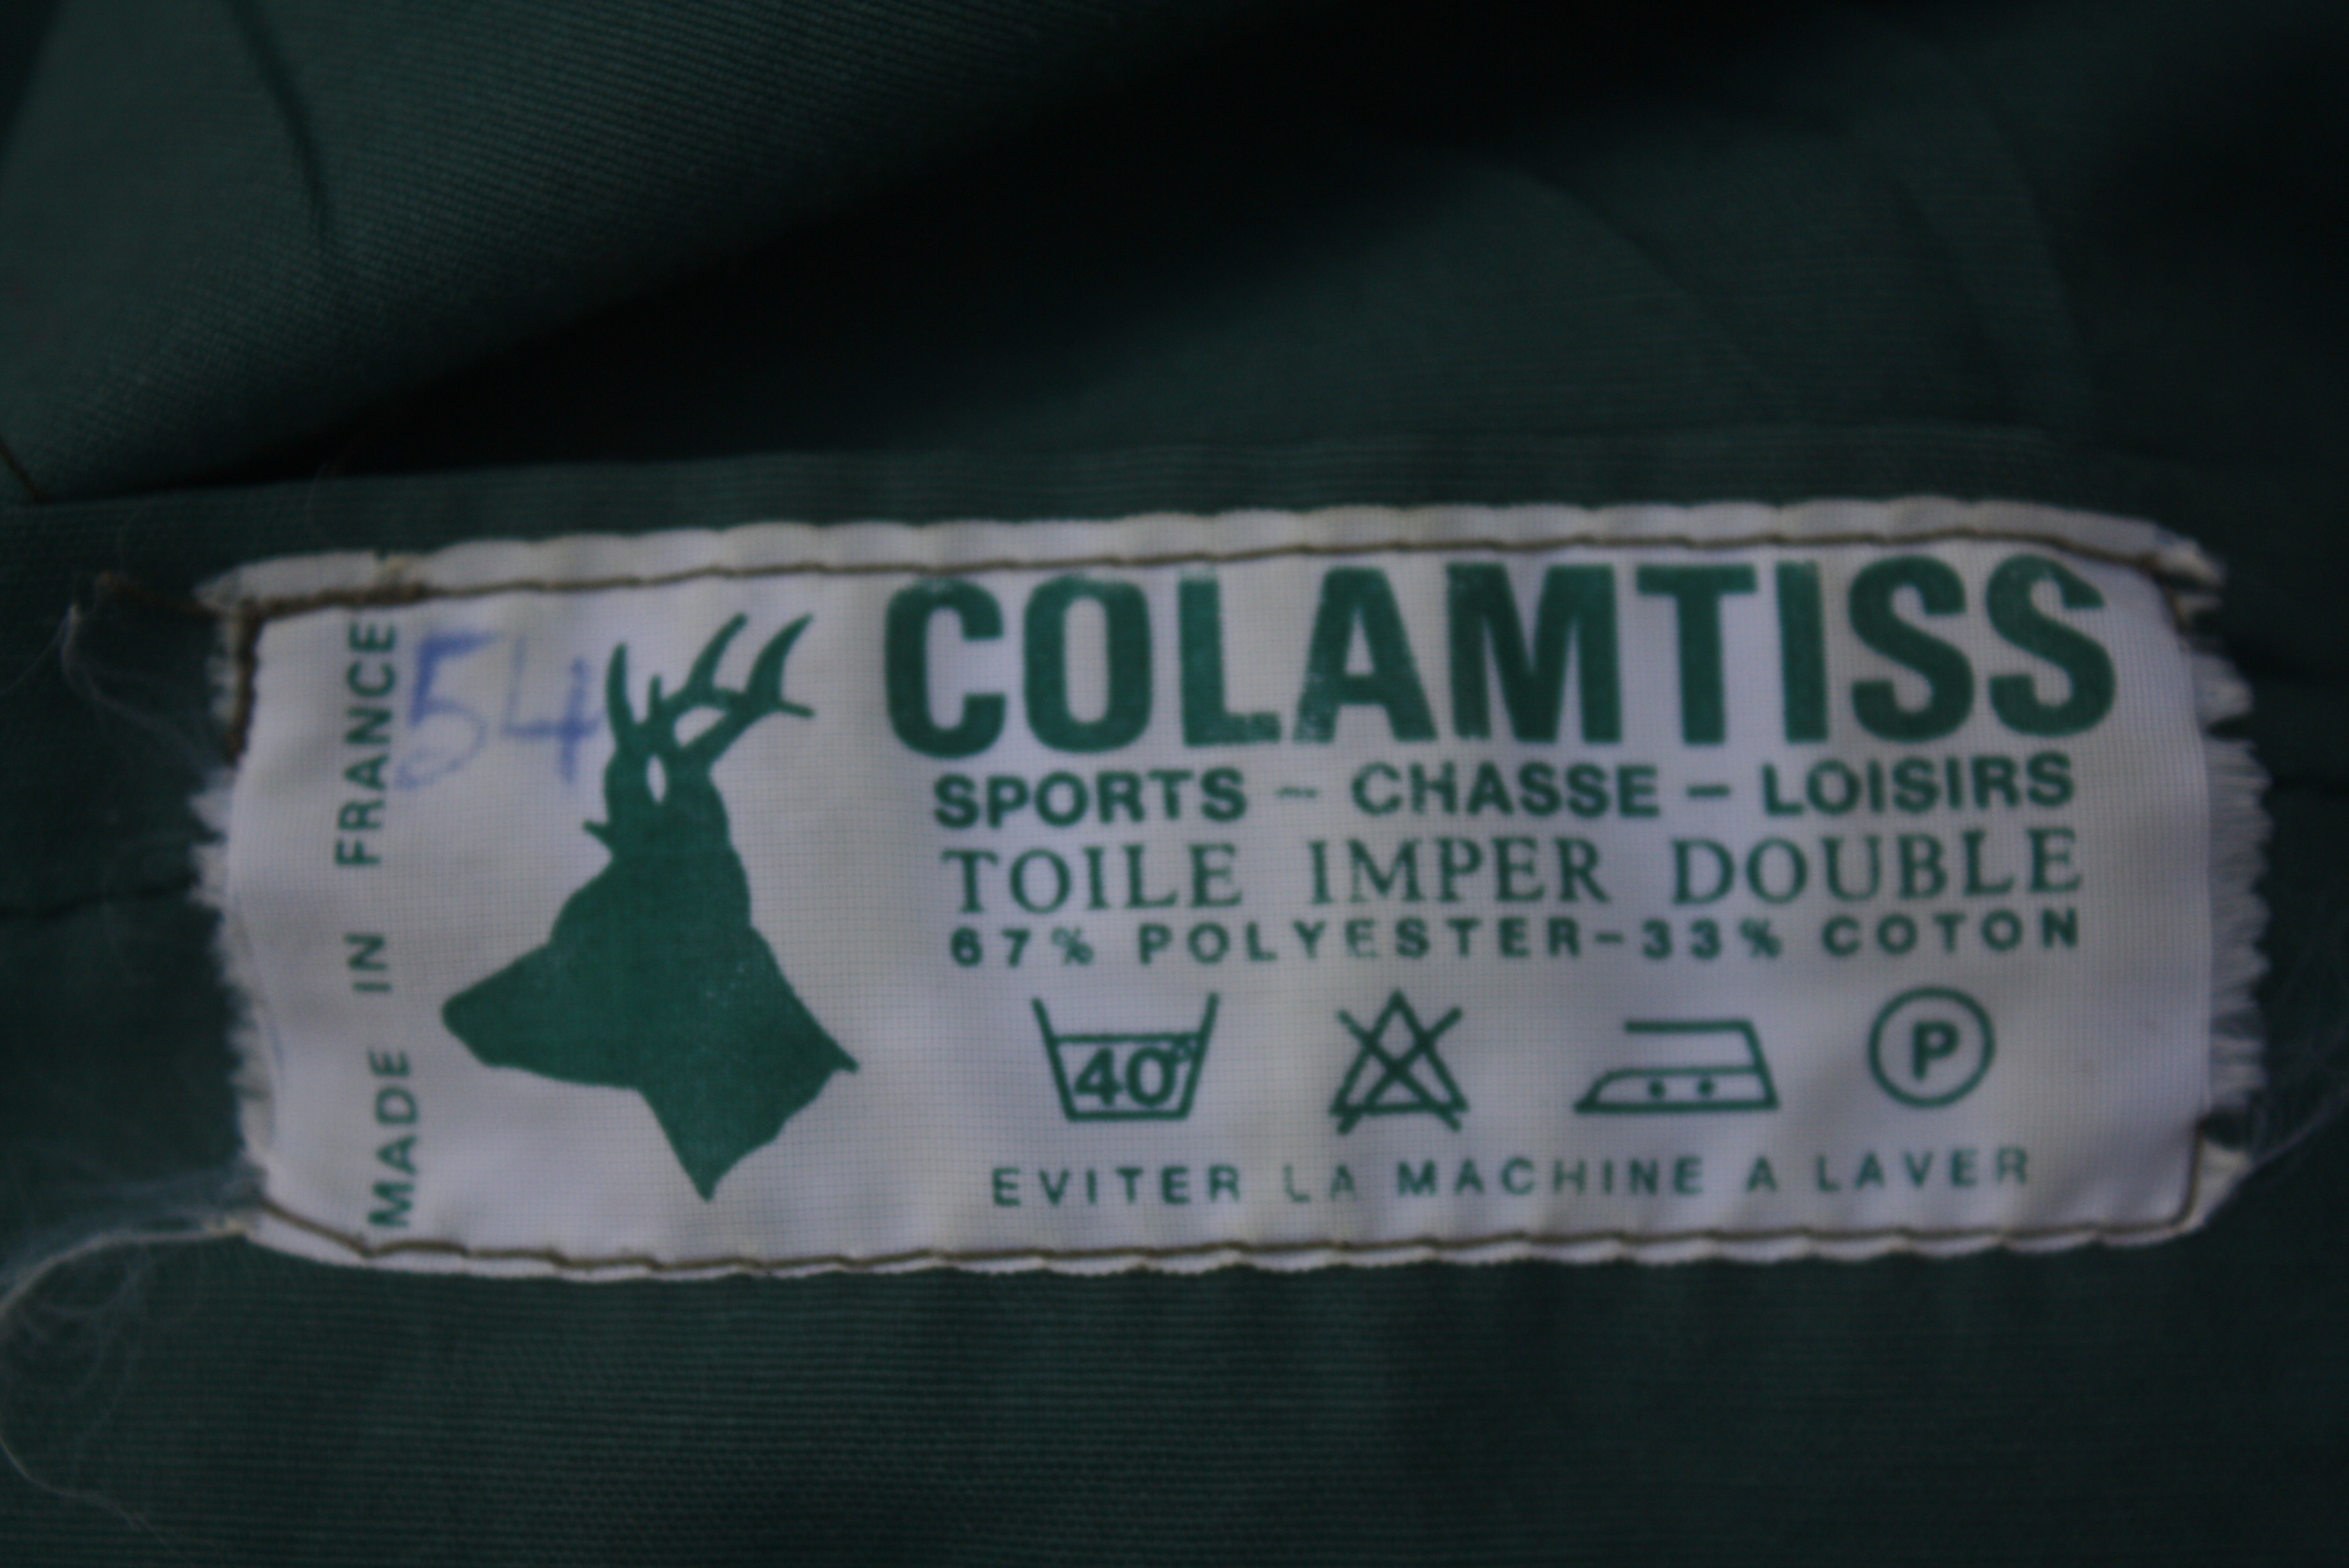 MADE IN FRANCE
54
COLAMTISS
SPORTS - CHASSE - LOISIRS
TOILE IMPER DOUBLE
67% POLYESTER-33% COTON
40°
P
EVITER LA MACHINE A LAVER